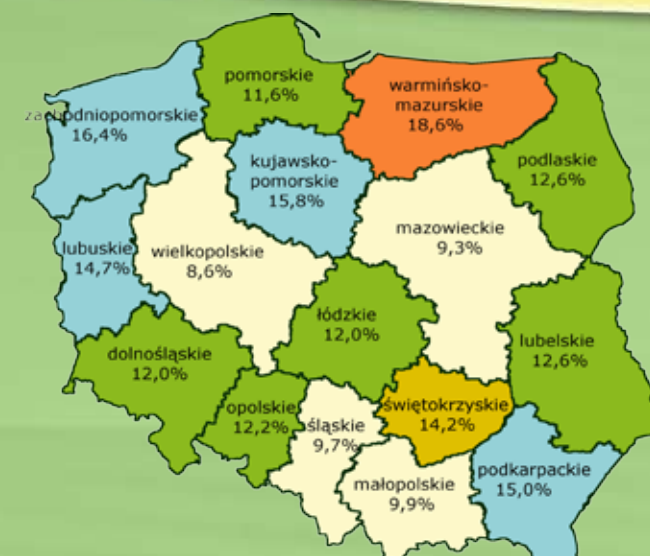 pomorskie
11,6%
warmińsko-
mazurskie
18,6%
zachodniopomorskie
16,4%
kujawsko-
pomorskie
15,8%
podlaskie
12,6%
mazowieckie
9,3%
lubuskie
14,7%
wielkopolskie
8,6%
łódzkie
12,0%
lubelskie
12,6%
dolnośląskie
12,0%
opolskie
12,2%
śląskie
9,7%
świętokrzyskie
14,2%
małopolskie
9,9%
podkarpackie
15,0%